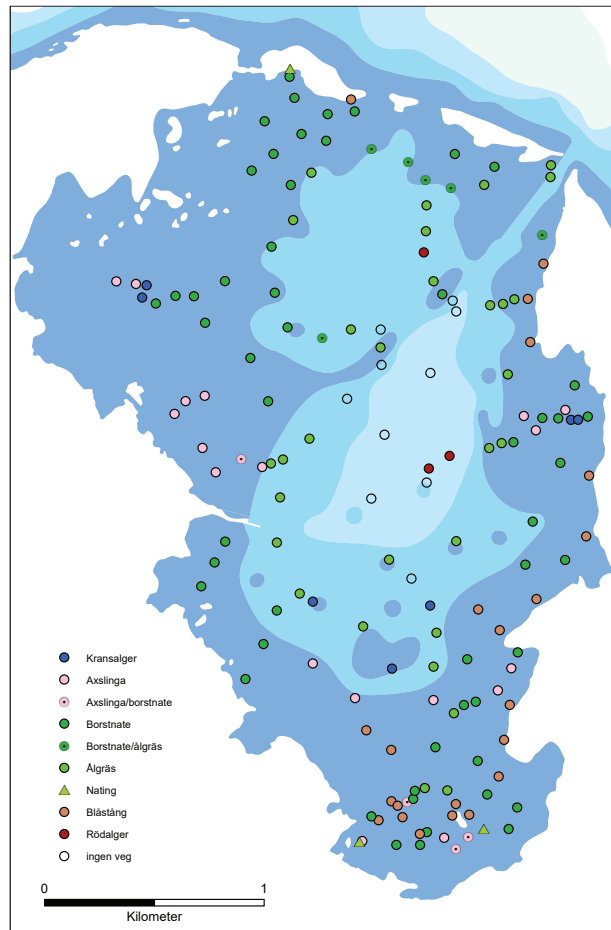 Kransalger
Axslinga
Axslinga/borstnate
Borstnate
Borstnate/ålgräs
Ålgräs
Nating
Blåstång
Rödalger
ingen veg
0 1
Kilometer